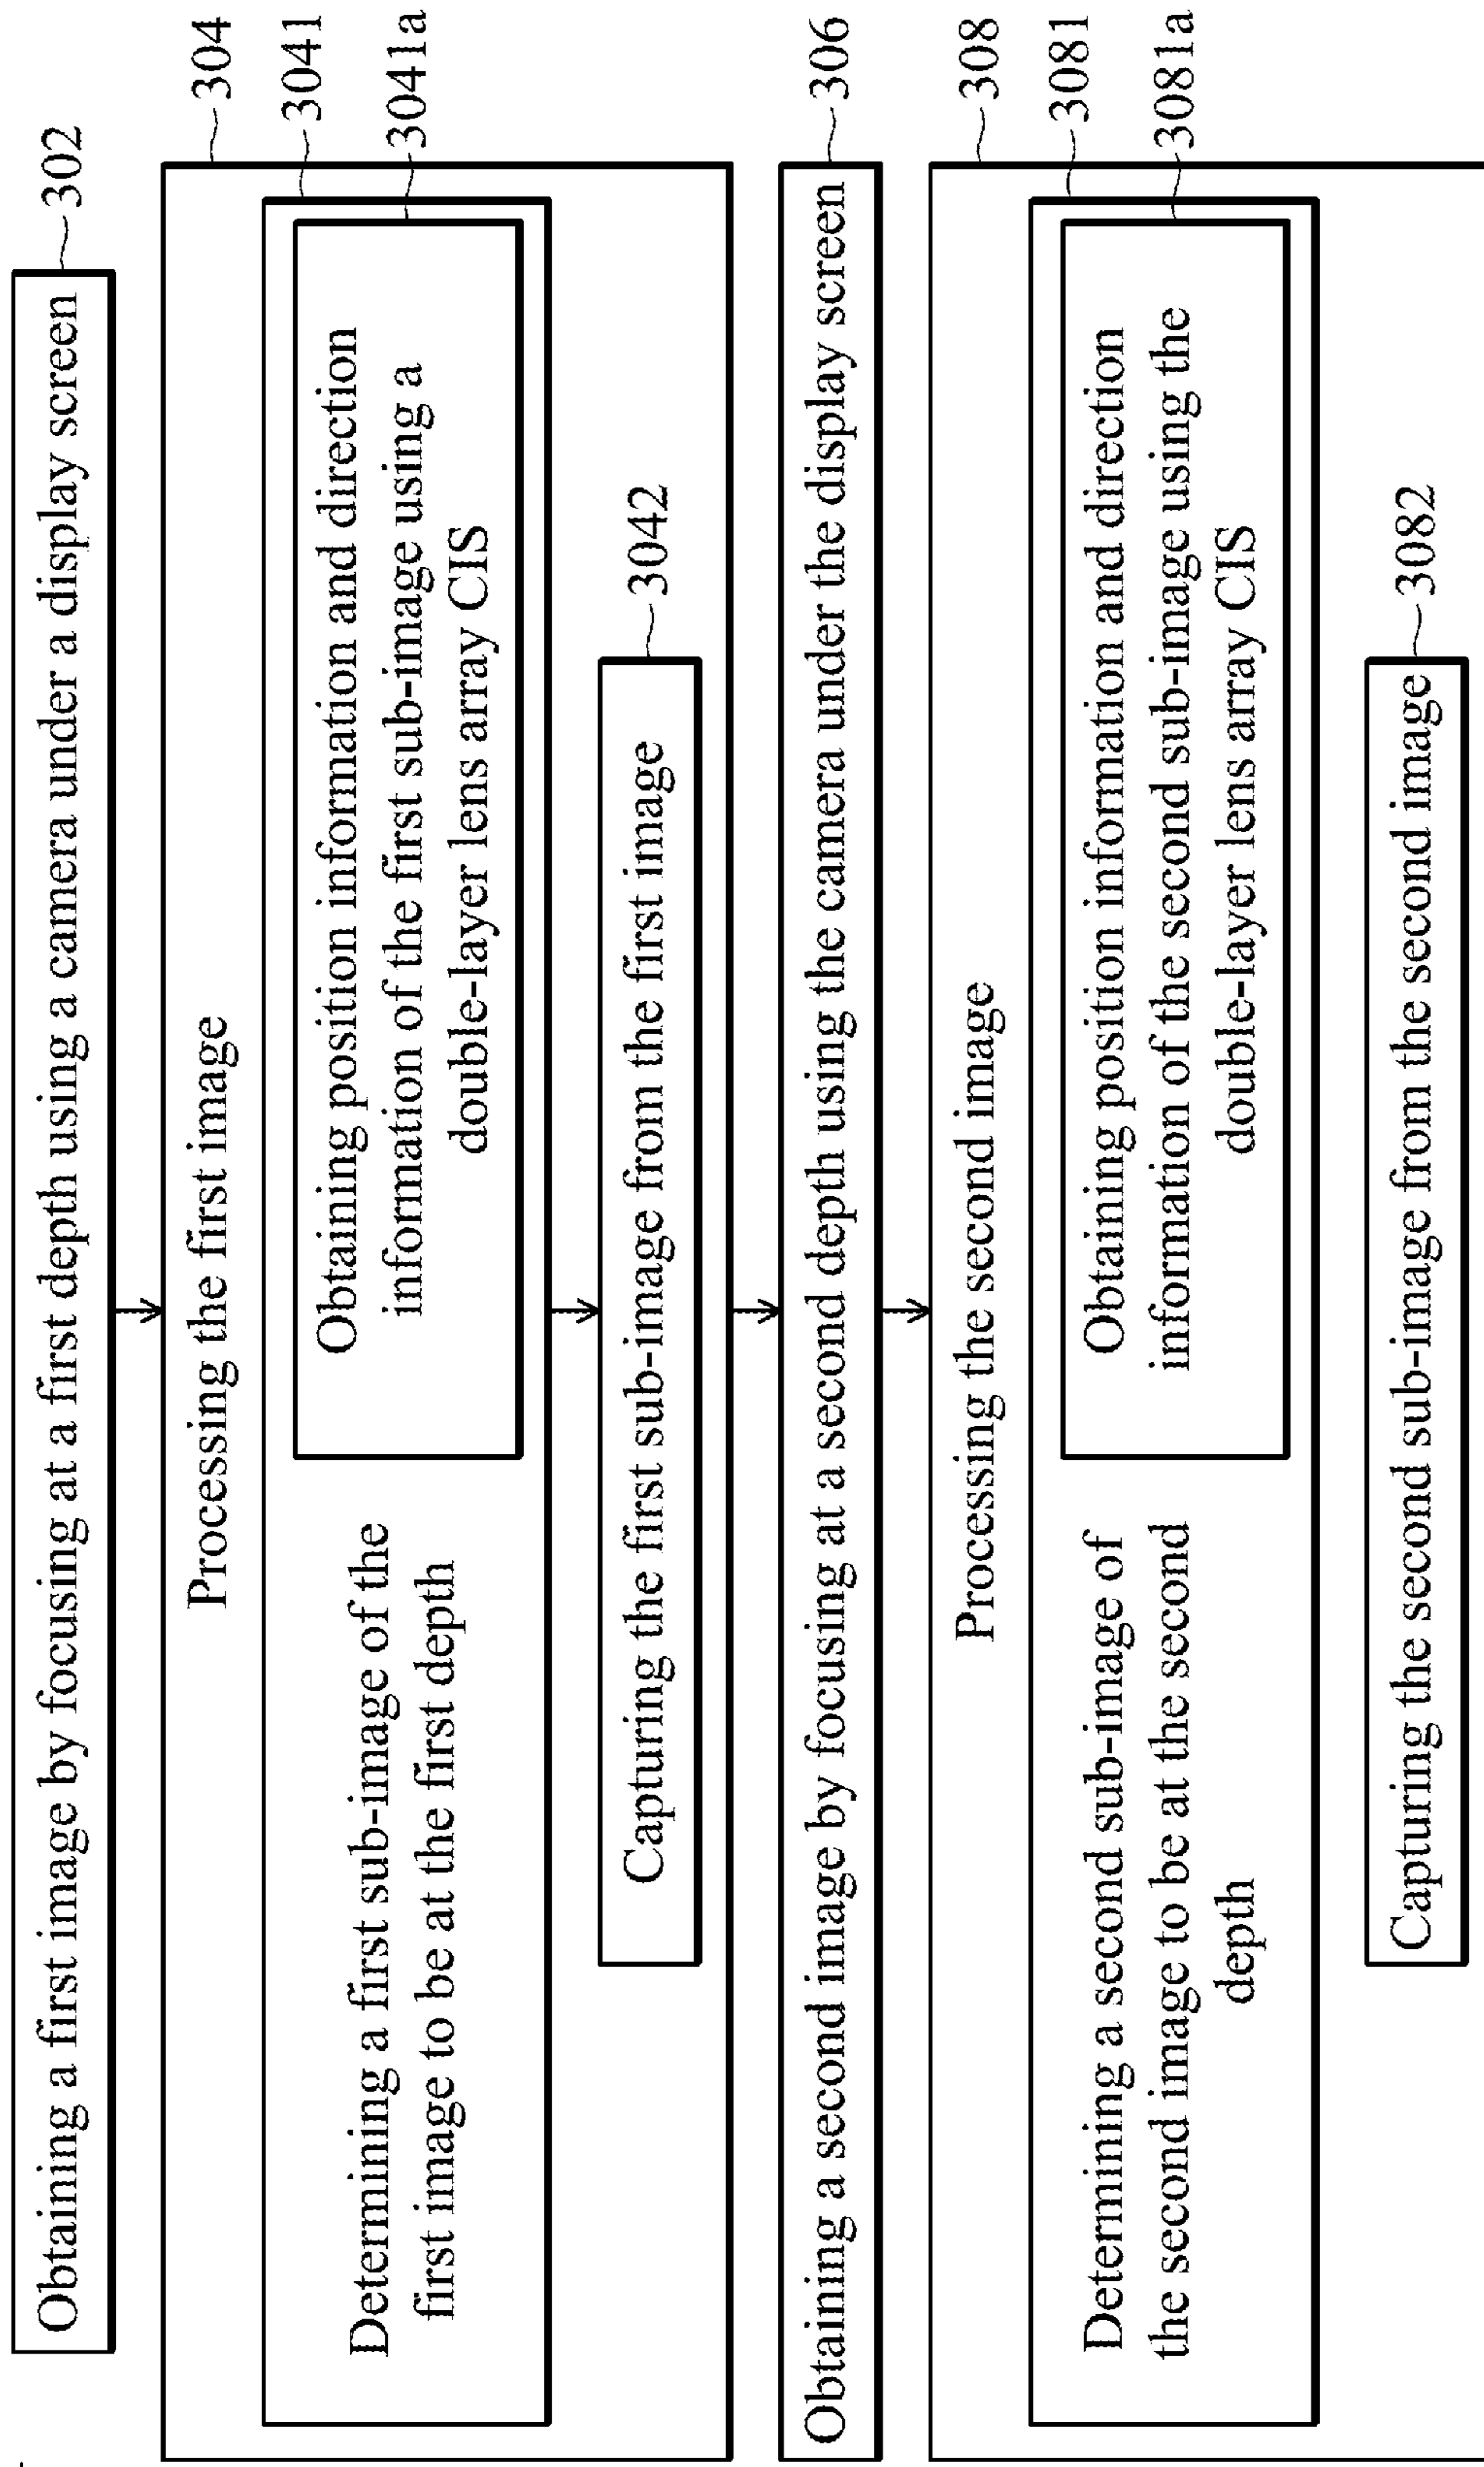 Obtaining a first image by focusing at a first depth using a camera under a display screen
302
Processing the first image
304
Determining a first sub-image of the
first image to be at the first depth
3041
Obtaining position information and direction
information of the first sub-image using a
double-layer lens array CIS
3041a
Capturing the first sub-image from the first image
3042
Obtaining a second image by focusing at a second depth using the camera under the display screen
306
Processing the second image
308
Determining a second sub-image of
the second image to be at the second
depth
3081
Obtaining position information and direction
information of the second sub-image using the
double-layer lens array CIS
3081a
Capturing the second sub-image from the second image
3082